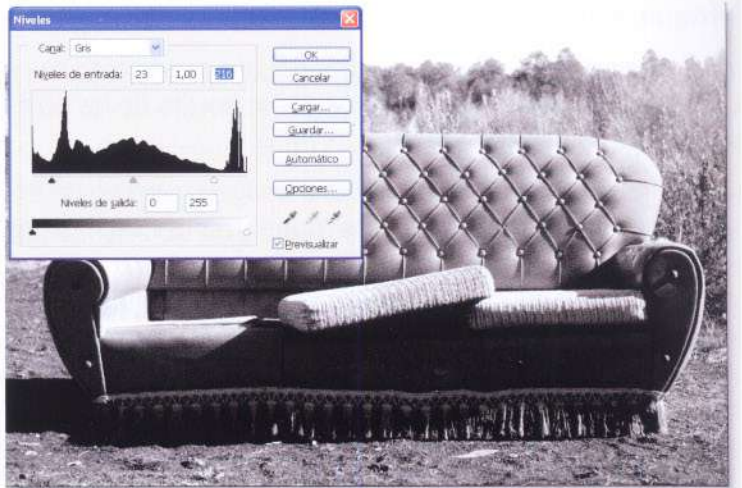 Niveles
Canal: Gris
Niveles de entrada: 23 1,00 216
Niveles de salida: 0 255
OK
Cancelar
Cargar...
Guardar...
Automático
Opciones...
Previsualizar